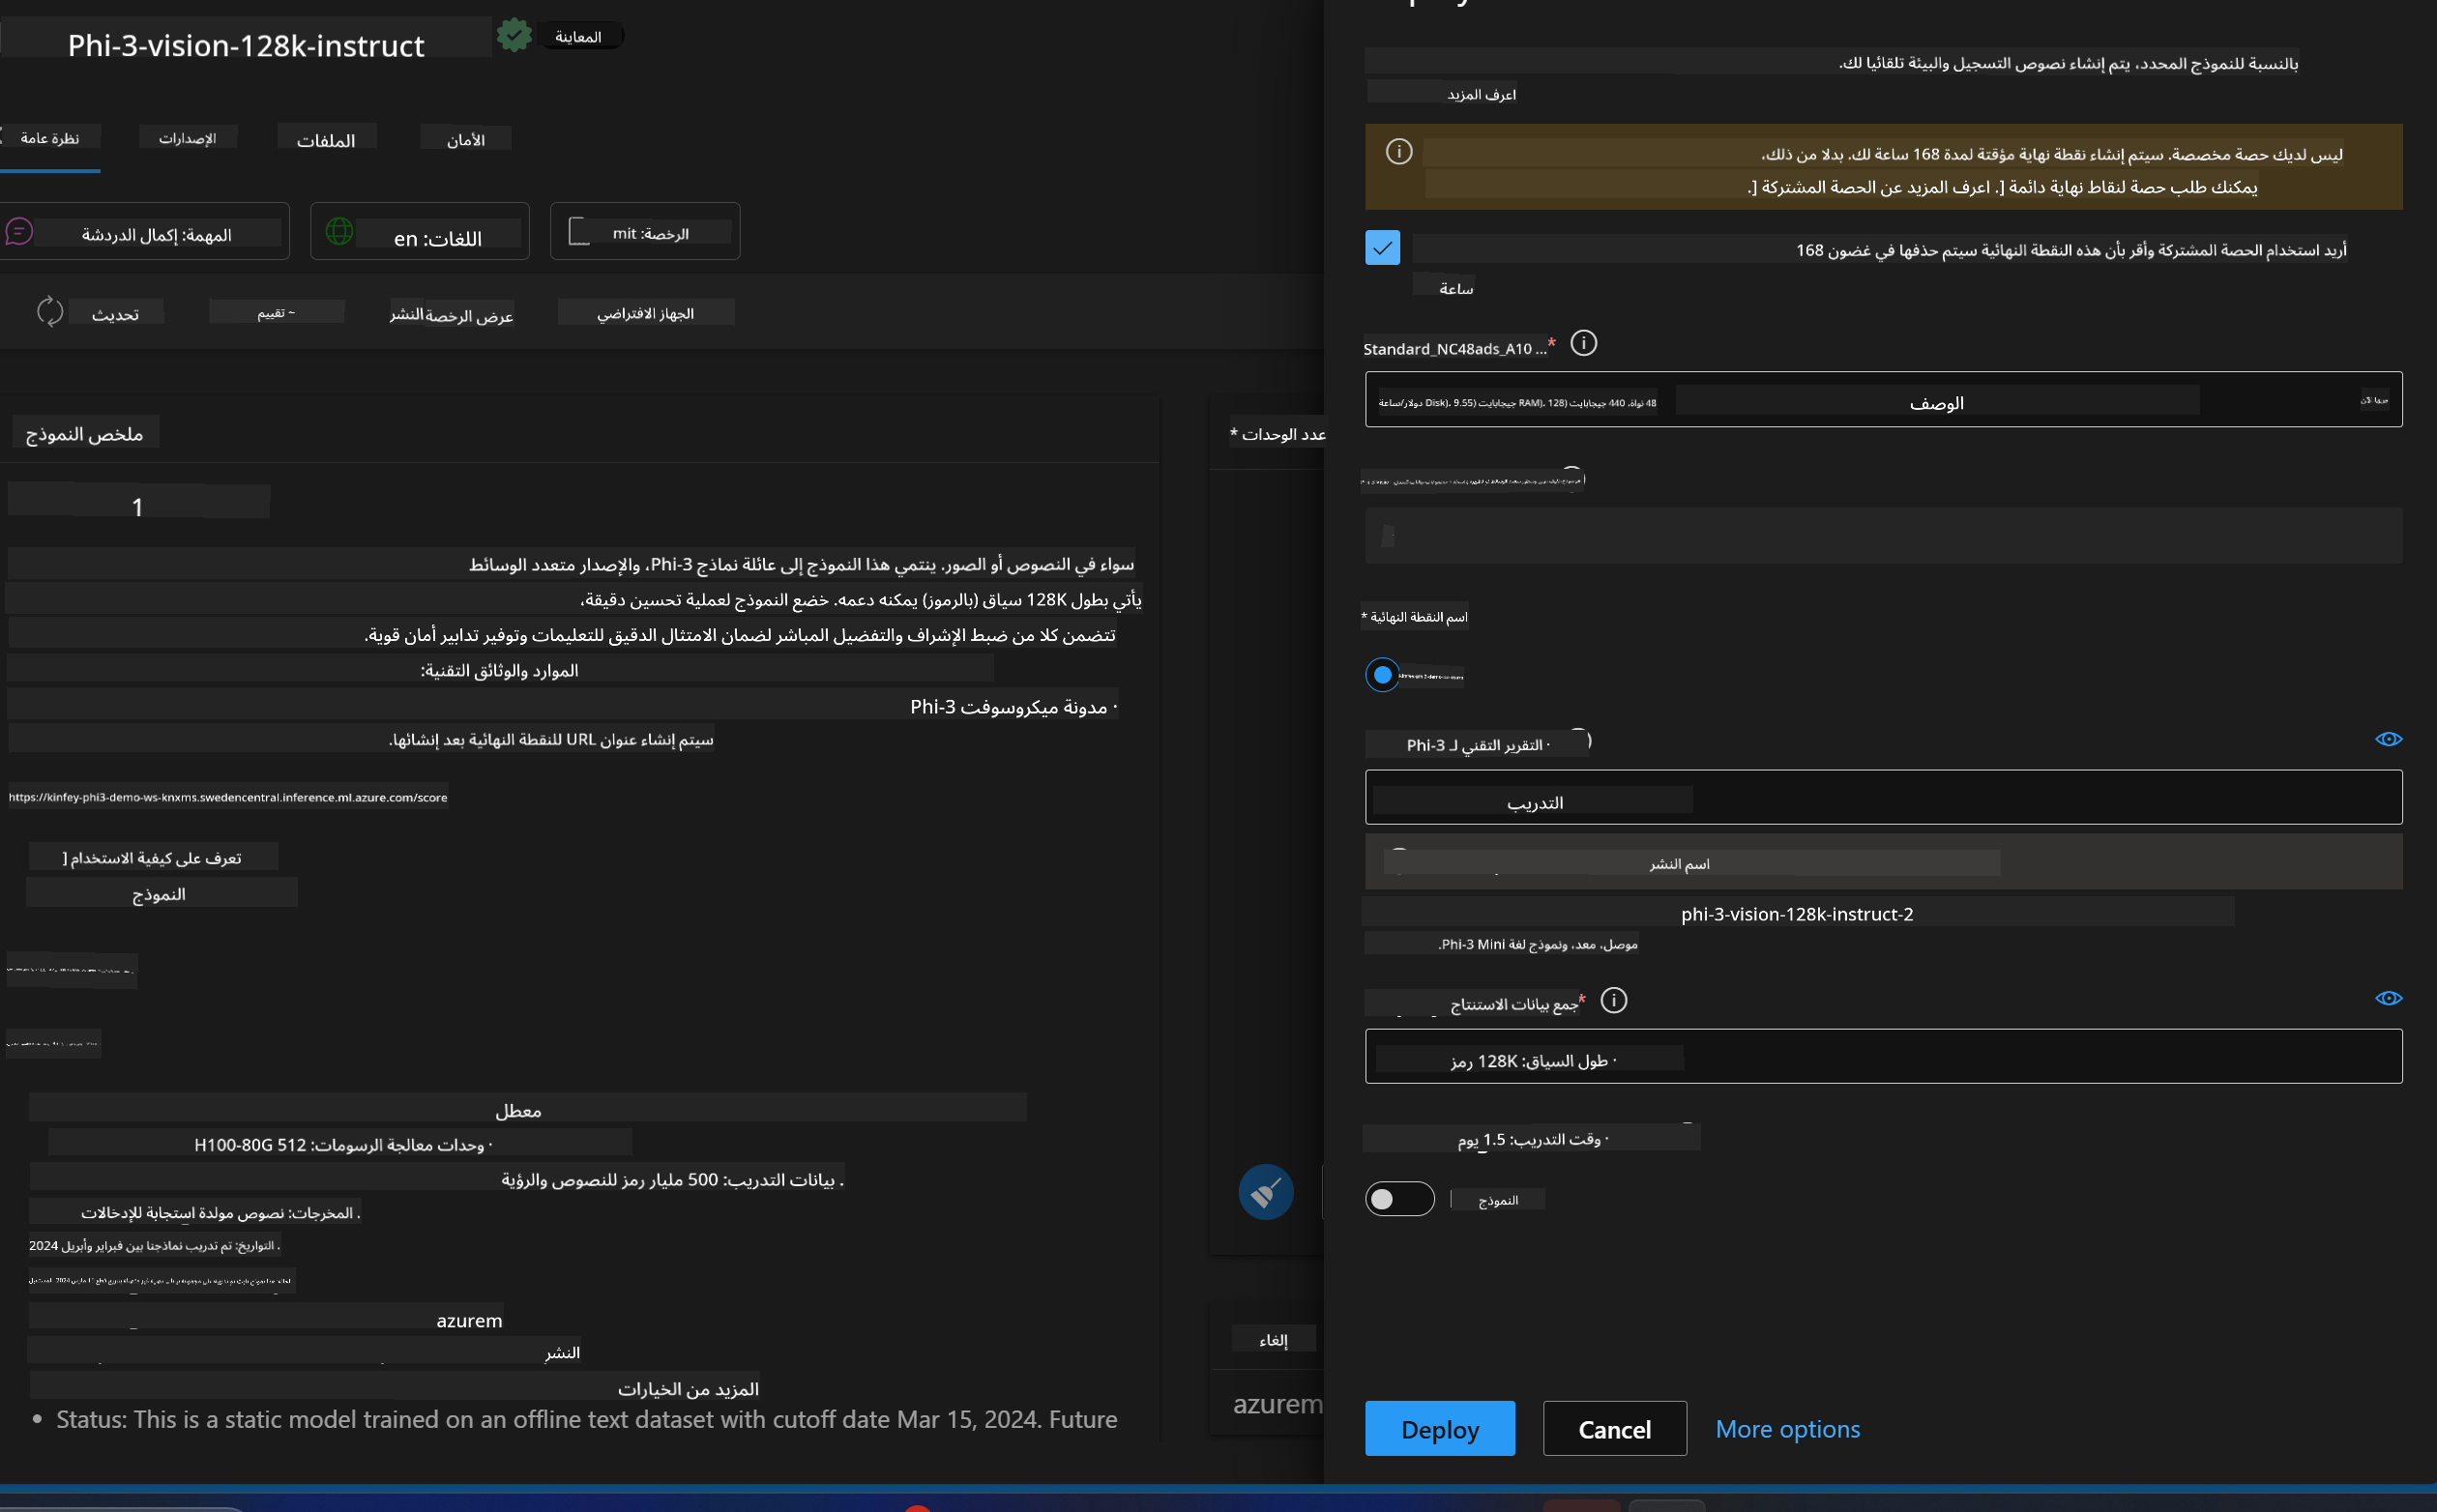 Phi-3-vision-128k-instruct
المعاينة
نظرة عامة
الإصدارات
الملفات
الأمان
المهمة: إكمال الدردشة
اللغات: en
الرخصة: mit
تحديث
~ تقييم
النشر
عرض الرخصة
الجهاز الافتراضي
ملخص النموذج
1
سواء في النصوص أو الصور. ينتمي هذا النموذج إلى عائلة نماذج Phi-3، والإصدار متعدد الوسائط
يأتي بطول 128K سياق (بالرموز) يمكنه دعمه. خضع النموذج لعملية تحسين دقيقة،
تتضمن كلا من ضبط الإشراف والتفضيل المباشر لضمان الامتثال الدقيق للتعليمات وتوفير تدابير أمان قوية.
الموارد والوثائق التقنية:
· مدونة ميكروسوفت Phi-3
سيتم إنشاء عنوان URL للنقطة النهائية بعد إنشائها.
https://kinfey-phi3-demo-ws-knxms.swedencentral.inference.ml.azure.com/score
تعرف على كيفية الاستخدام [
النموذج
معطل
· وحدات معالجة الرسومات: 512 H100-80G
. بيانات التدريب: 500 مليار رمز للنصوص والرؤية
. المخرجات: نصوص مولدة استجابة للإدخالات
. التواريخ: تم تدريب نماذجنا بين فبراير وأبريل 2024
azurem
النشر
المزيد من الخيارات
• Status: This is a static model trained on an offline text dataset with cutoff date Mar 15, 2024. Future
عدد الوحدات *
إلغاء
azurem
بالنسبة للنموذج المحدد، يتم إنشاء نصوص التسجيل والبيئة تلقائيا لك.
اعرف المزيد
ليس لديك حصة مخصصة. سيتم إنشاء نقطة نهاية مؤقتة لمدة 168 ساعة لك. بدلا من ذلك،
يمكنك طلب حصة لنقاط نهاية دائمة [. اعرف المزيد عن الحصة المشتركة [.
أريد استخدام الحصة المشتركة وأقر بأن هذه النقطة النهائية سيتم حذفها في غضون 168
ساعة
Standard_NC48ads_A10 ...*
48 نواة، 440 جيجابايت (RAM)، 128 جيجابايت (Disk)، 9.55 دولار/ساعة
الوصف
اسم النقطة النهائية *
· التقرير التقني لـ Phi-3
التدريب
اسم النشر
phi-3-vision-128k-instruct-2
موصل، معد، ونموذج لغة Phi-3 Mini.
جمع بيانات الاستنتاج*
· طول السياق: 128K رمز
· وقت التدريب: 1.5 يوم
النموذج
Deploy
Cancel
More options